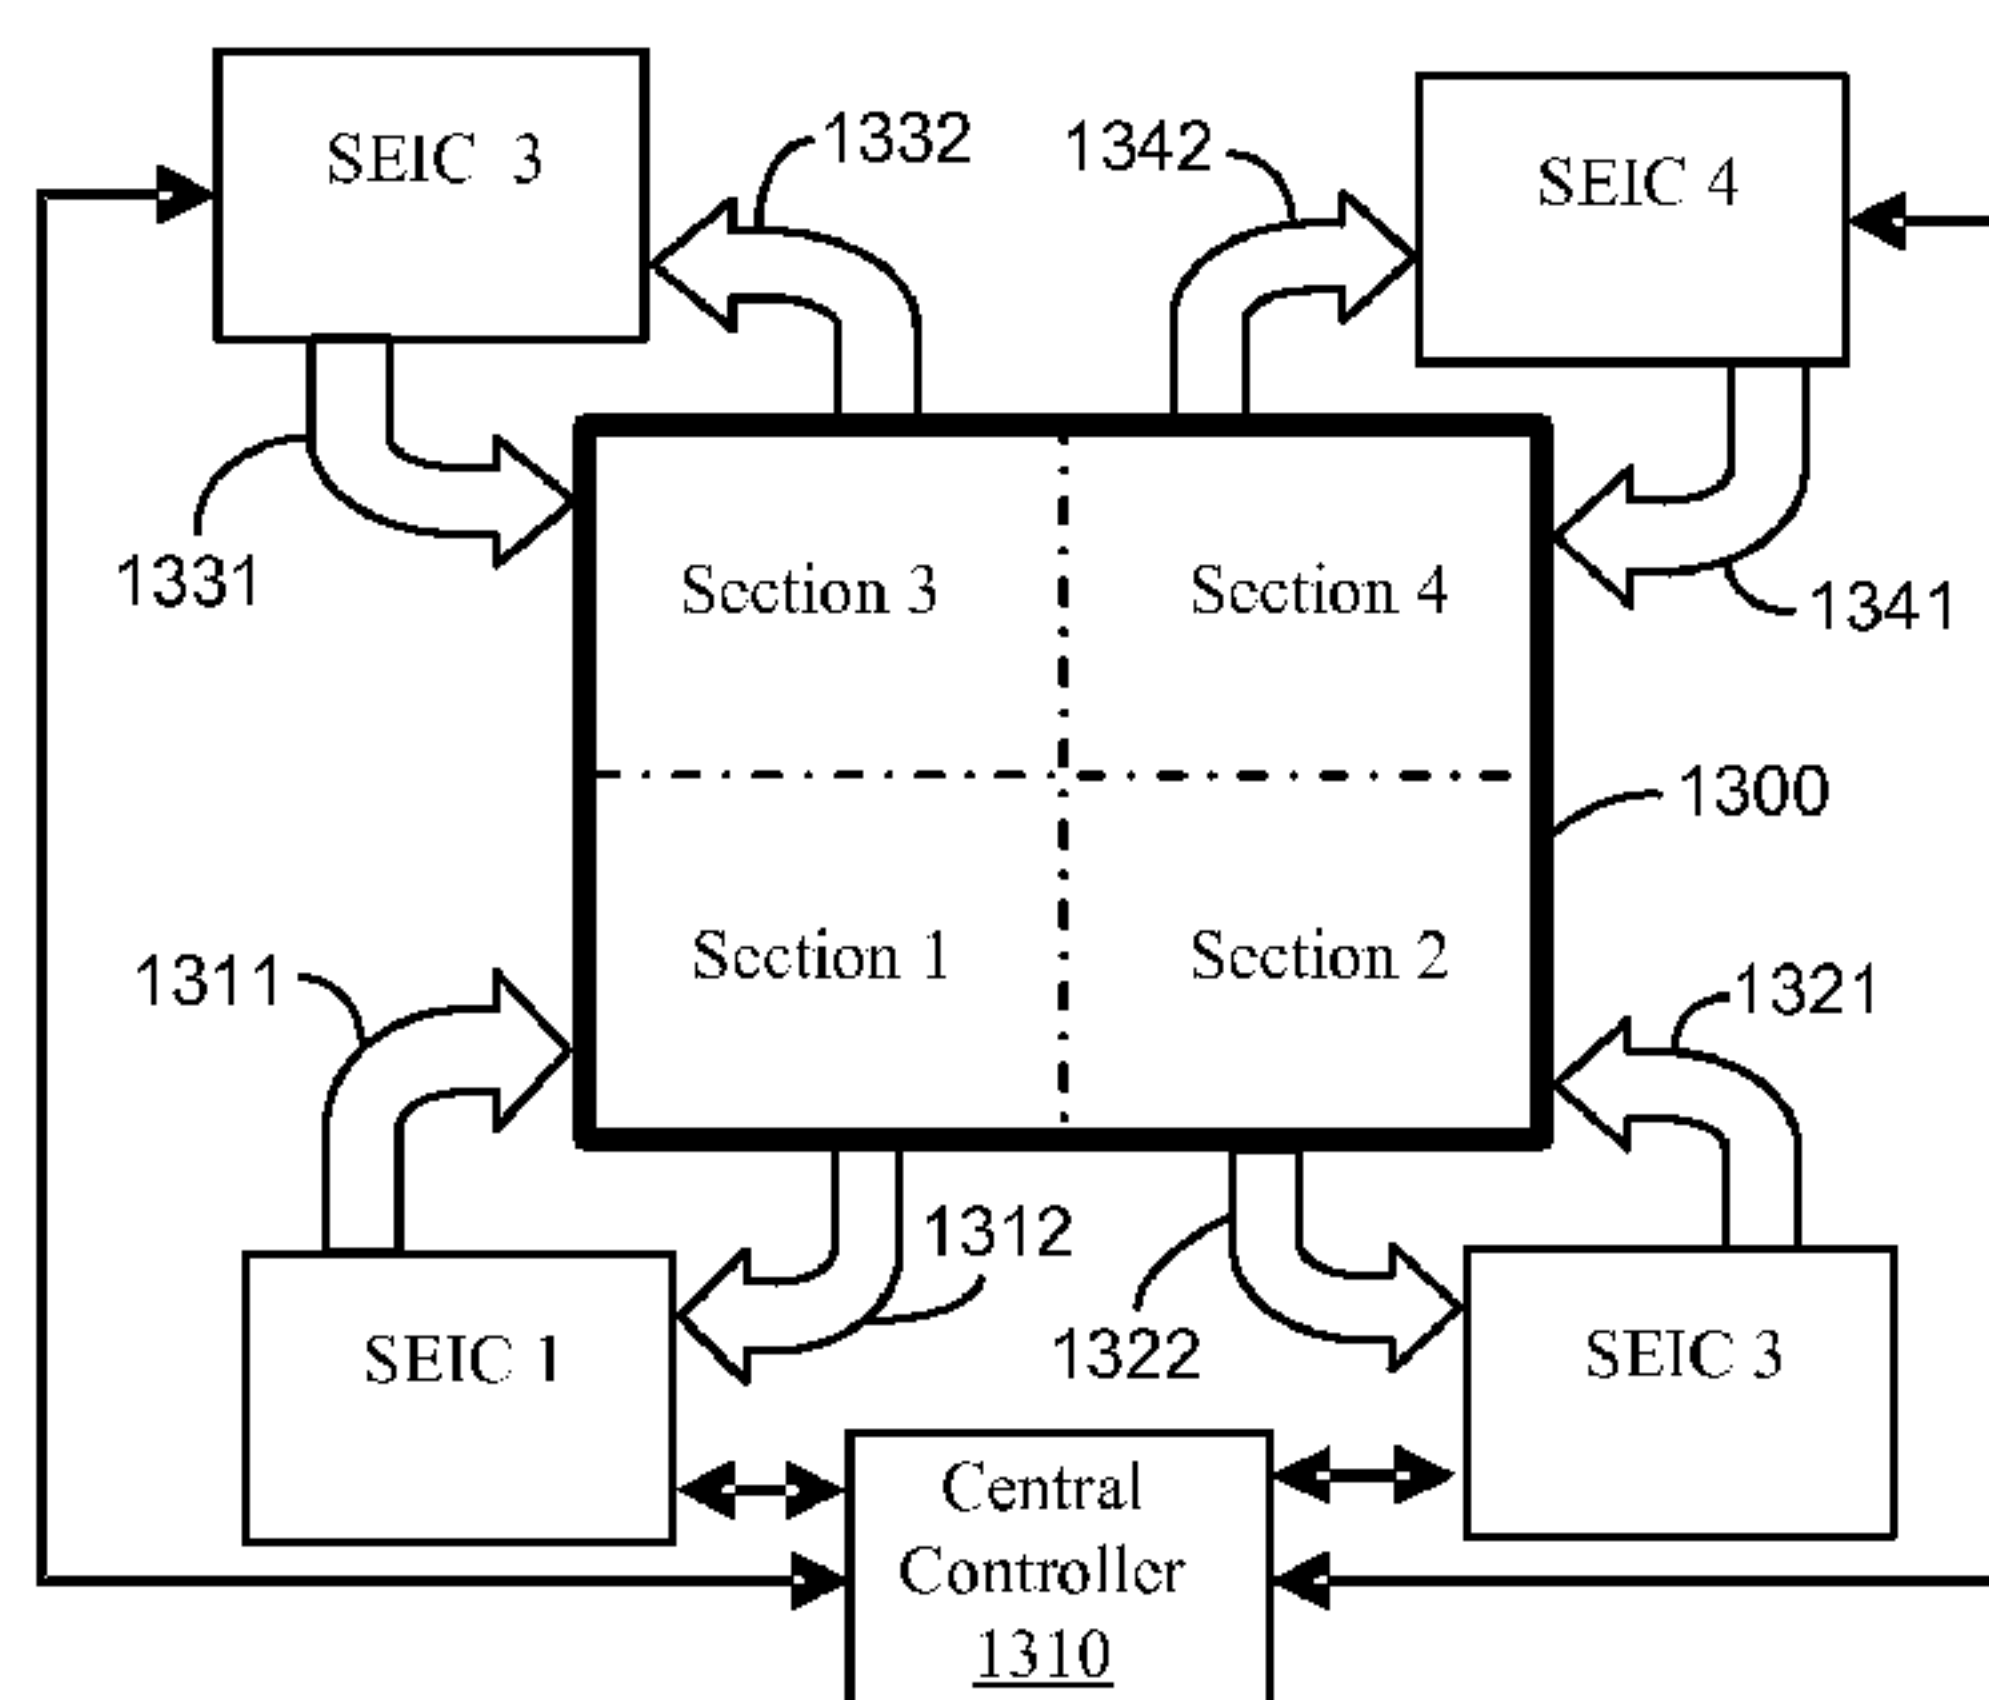 SEIC 3
1332
1342
SEIC 4
1331
Section 3
Section 4
1341
1300
1311
Section 1
Section 2
1321
1312
1322
SEIC 1
SEIC 3
Central
Controller
1310